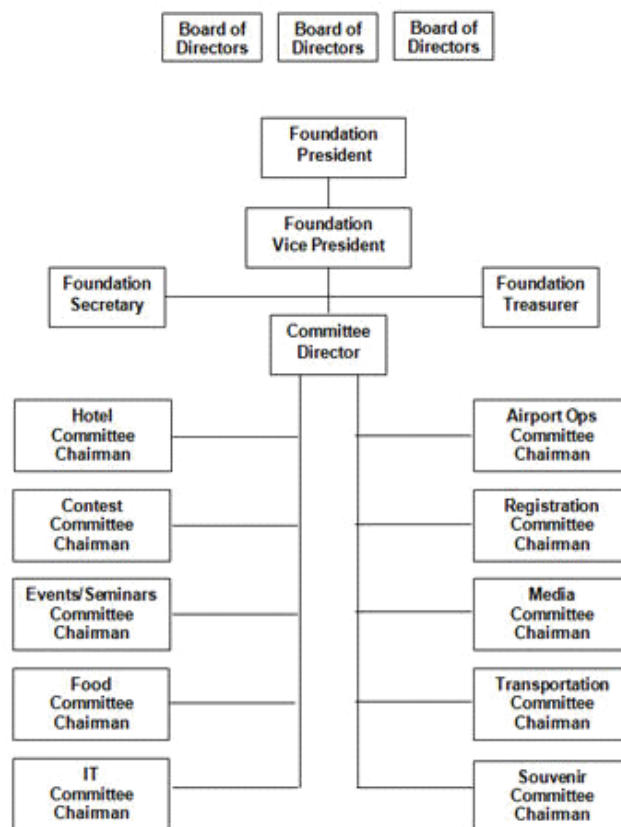 Board of
Directors
Board of
Directors
Board of
Directors
Foundation
President
Foundation
Vice President
Foundation
Secretary
Foundation
Treasurer
Committee
Director
Hotel
Committee
Chairman
Airport Ops
Committee
Chairman
Contest
Committee
Chairman
Registration
Committee
Chairman
Events/Seminars
Committee
Chairman
Media
Committee
Chairman
Food
Committee
Chairman
Transportation
Committee
Chairman
IT
Committee
Chairman
Souvenir
Committee
Chairman